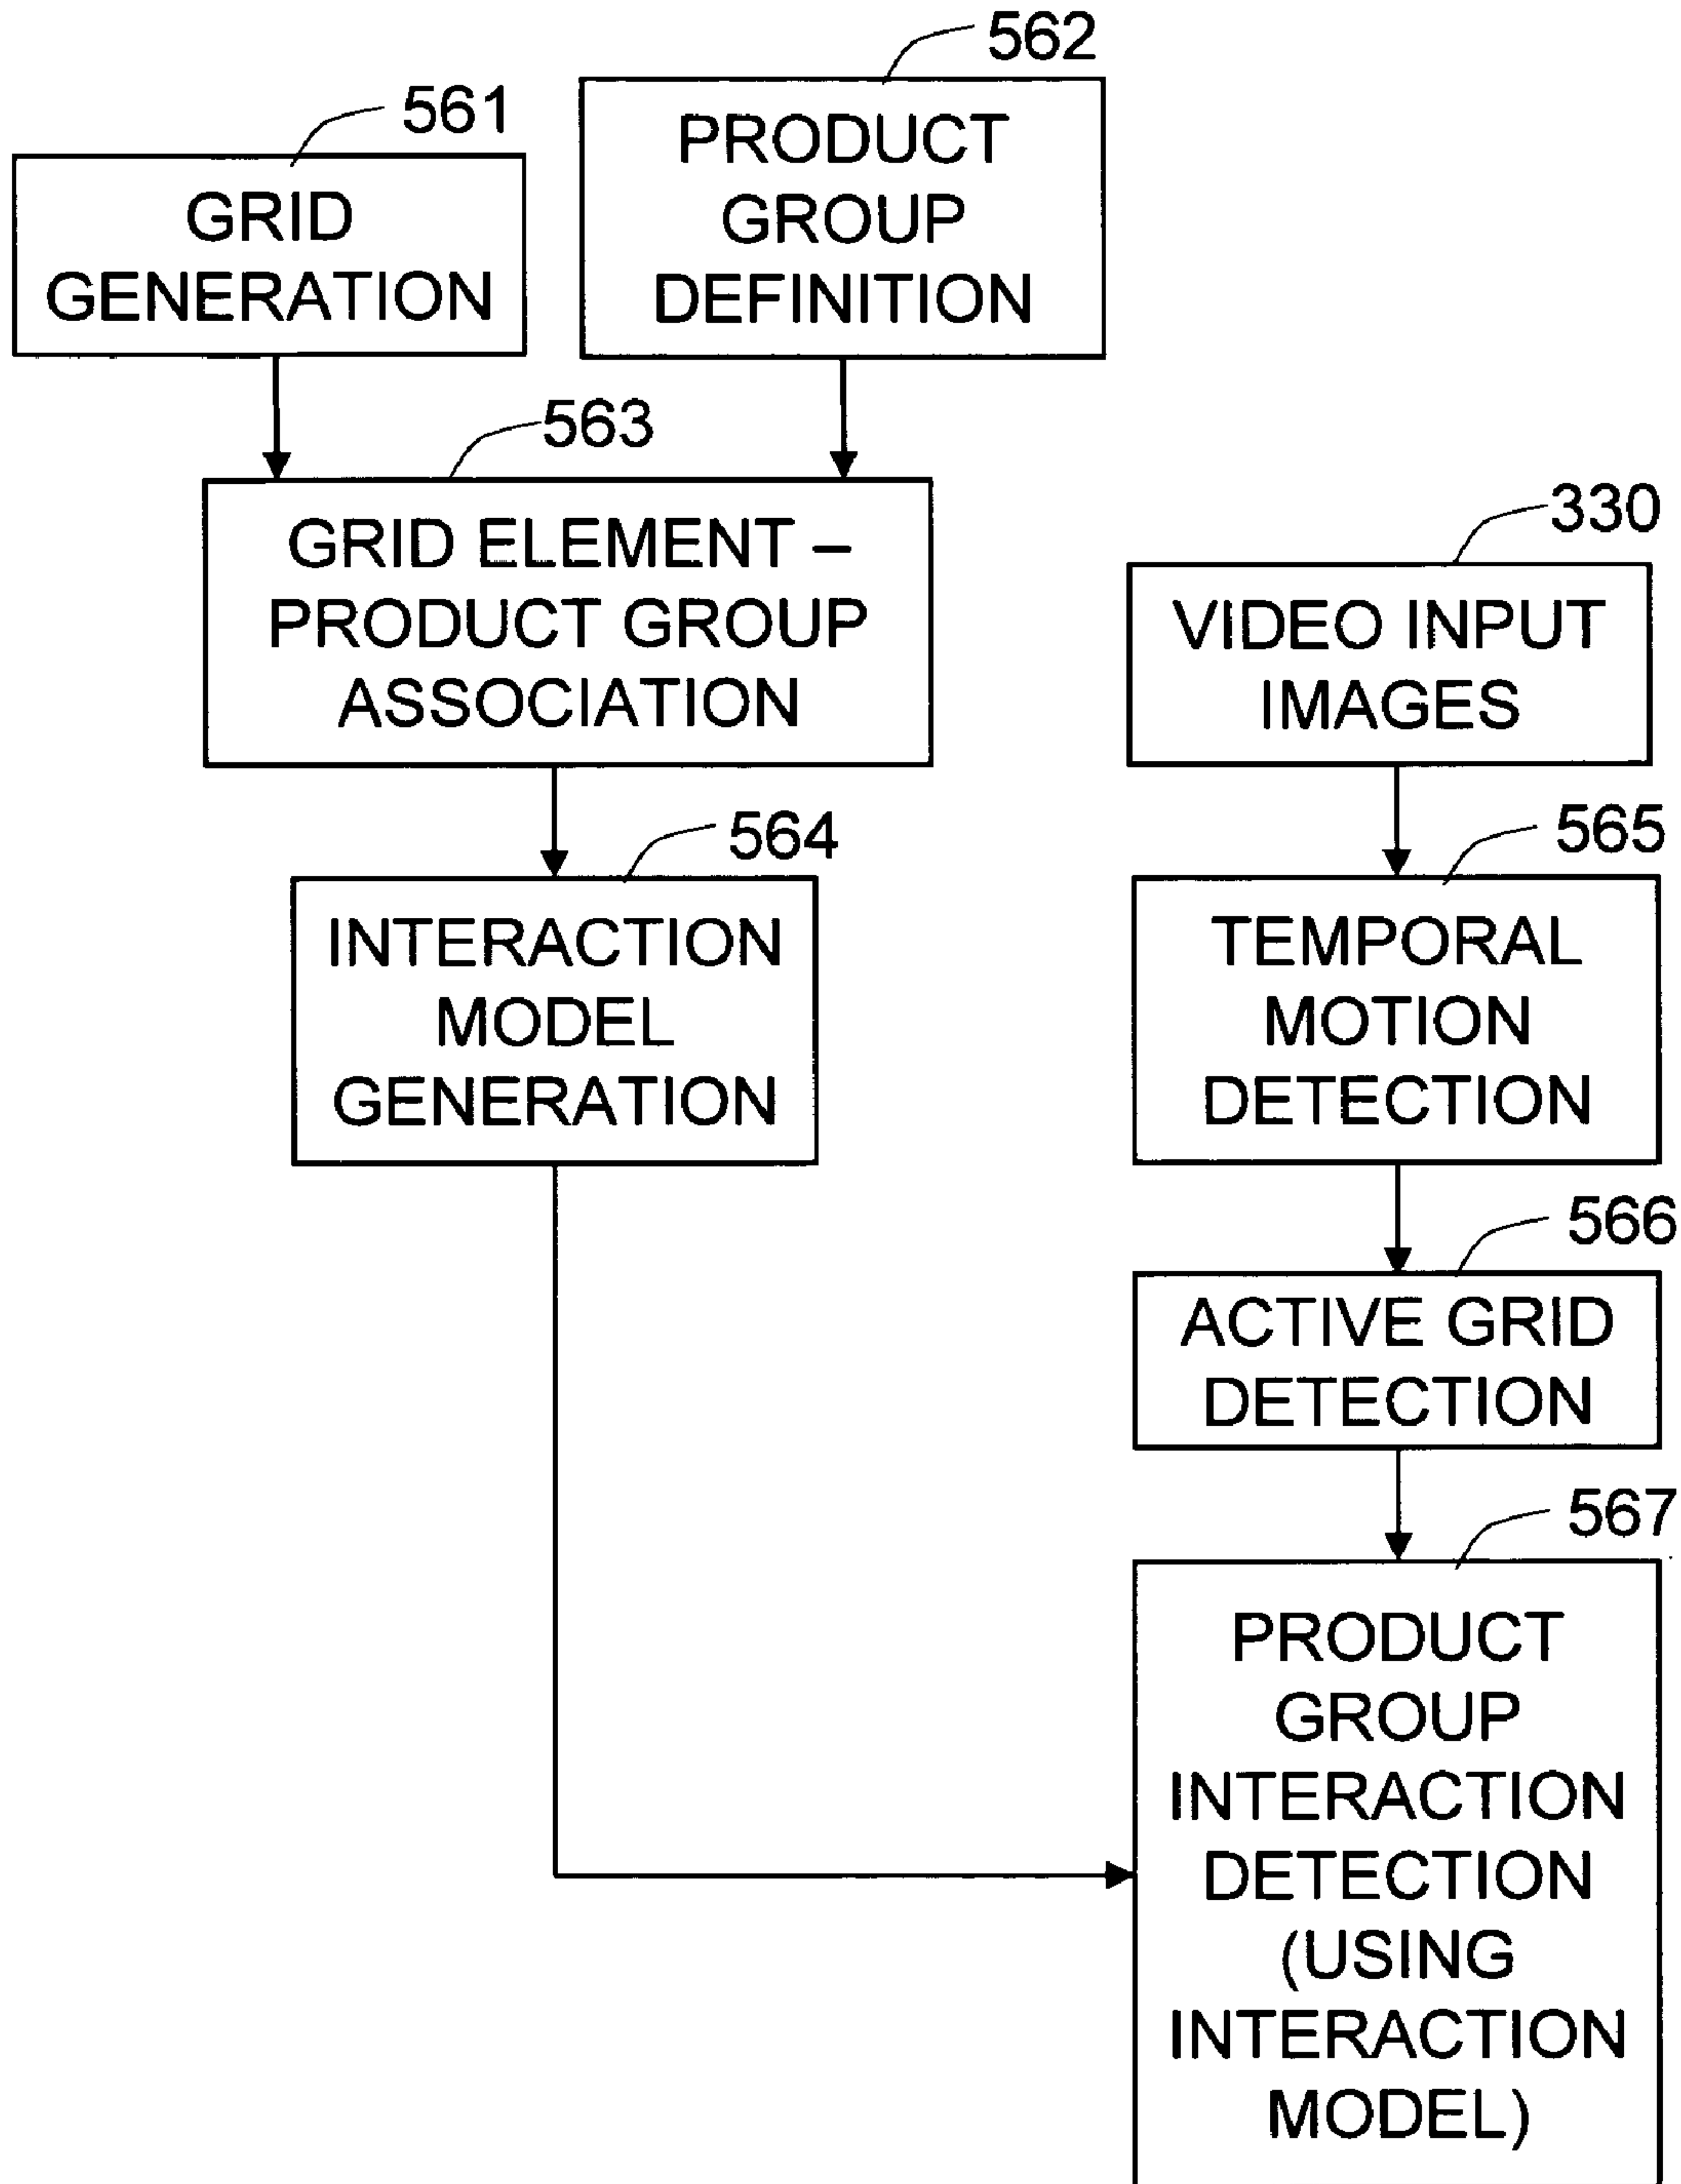 562
PRODUCT
GROUP
DEFINITION
561
GRID
GENERATION
563
GRID ELEMENT –
PRODUCT GROUP
ASSOCIATION
330
VIDEO INPUT
IMAGES
564
INTERACTION
MODEL
GENERATION
565
TEMPORAL
MOTION
DETECTION
566
ACTIVE GRID
DETECTION
567
PRODUCT
GROUP
INTERACTION
DETECTION
(USING
INTERACTION
MODEL)